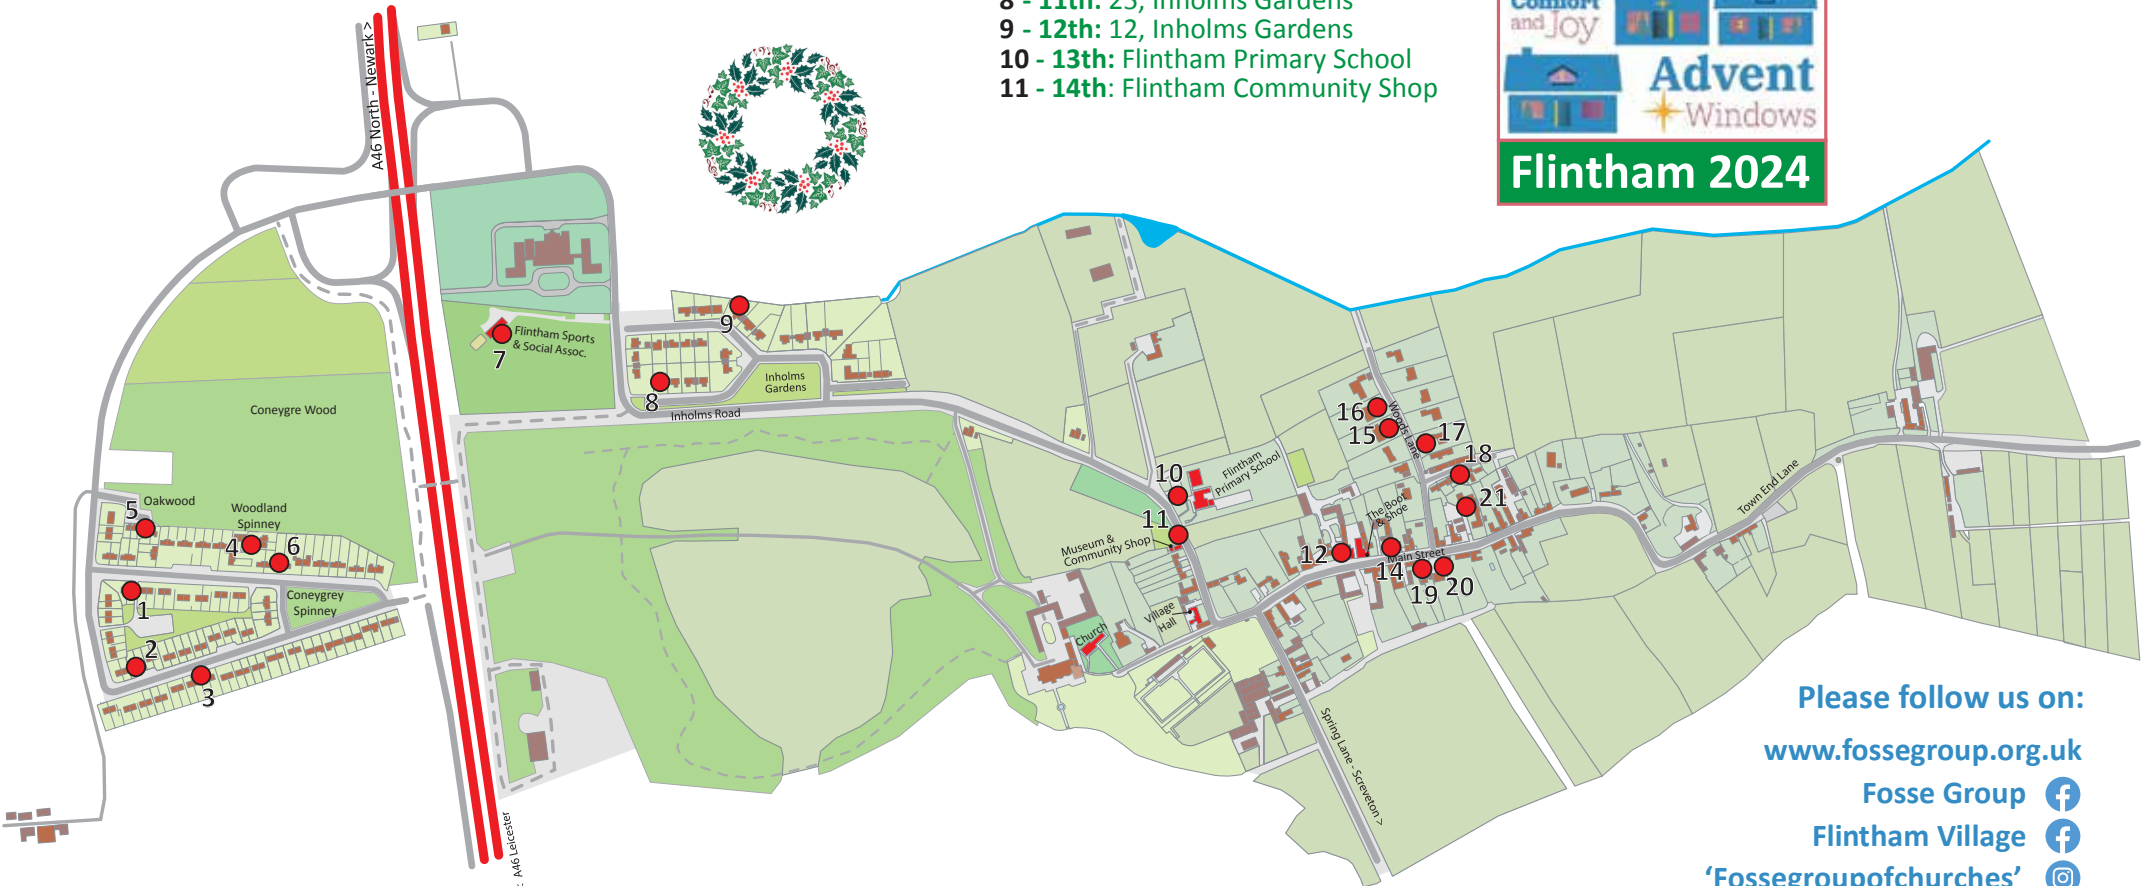 8 - 11th: 25, Inholms Gardens
9 - 12th: 12, Inholms Gardens
10 - 13th: Flintham Primary School
11 - 14th: Flintham Community Shop
Comfort
and Joy
Advent
Windows
Flintham 2024
A46 North - Newark >
Flintham Sports
& Social Assoc.
7
9
8
Inholms
Gardens
Inholms Road
Coneygre Wood
Oakwood
5
Woodland
Spinney
4
6
1
Coneygrey
Spinney
2
3
A46 Leicester
10
Flintham
Primary School
11
Museum &
Community Shop
Village
Hall
Church
16
15
Woods Lane
17
18
21
The Boot
& Shoe
12
Main Street
14
19
20
Town End Lane
Spring Lane - Screveton >
Please follow us on:
www.fossegroup.org.uk
Fosse Group
Flintham Village
'Fossegroupofchurches'